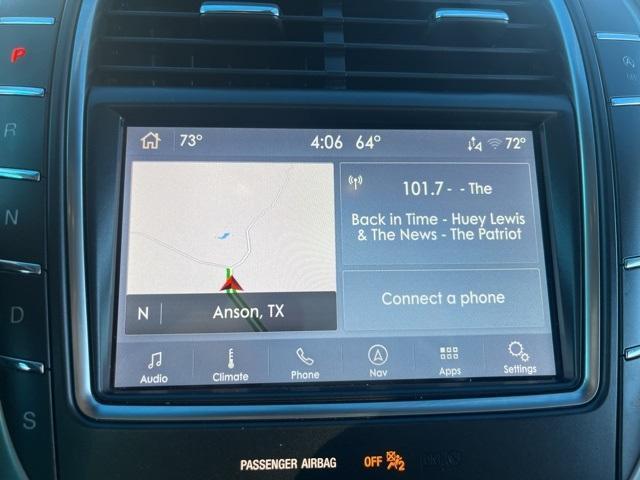 P
R
N
D
S
73° 4:06 64° 72°
101.7 - - The
Back in Time - Huey Lewis
& The News - The Patriot
Connect a phone
N Anson, TX
Audio Climate Phone Nav Apps Settings
PASSENGER AIRBAG OFF 2